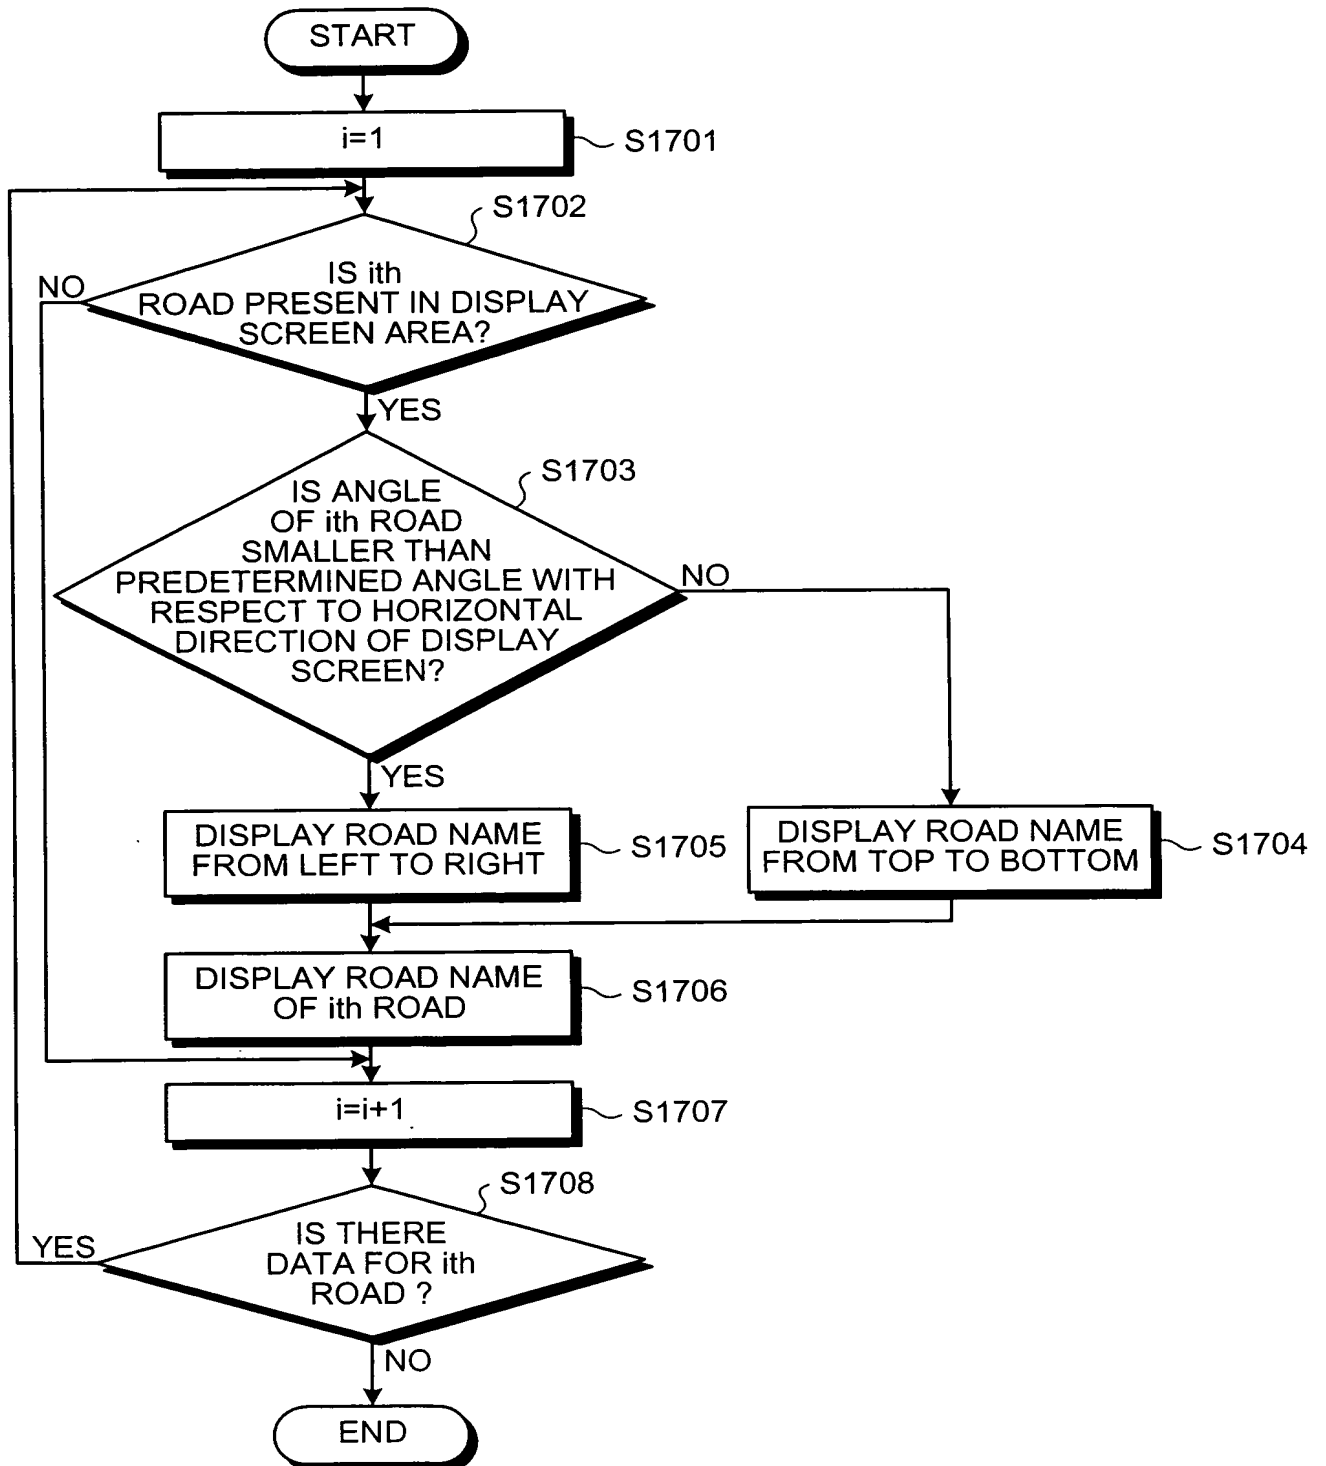 START
i=1
S1701
S1702
NO
IS ith
ROAD PRESENT IN DISPLAY
SCREEN AREA?
YES
S1703
IS ANGLE
OF ith ROAD
SMALLER THAN
PREDETERMINED ANGLE WITH
RESPECT TO HORIZONTAL
DIRECTION OF DISPLAY
SCREEN?
NO
YES
DISPLAY ROAD NAME
FROM LEFT TO RIGHT
S1705
DISPLAY ROAD NAME
FROM TOP TO BOTTOM
S1704
DISPLAY ROAD NAME
OF ith ROAD
S1706
i=i+1
S1707
S1708
YES
IS THERE
DATA FOR ith
ROAD ?
NO
END